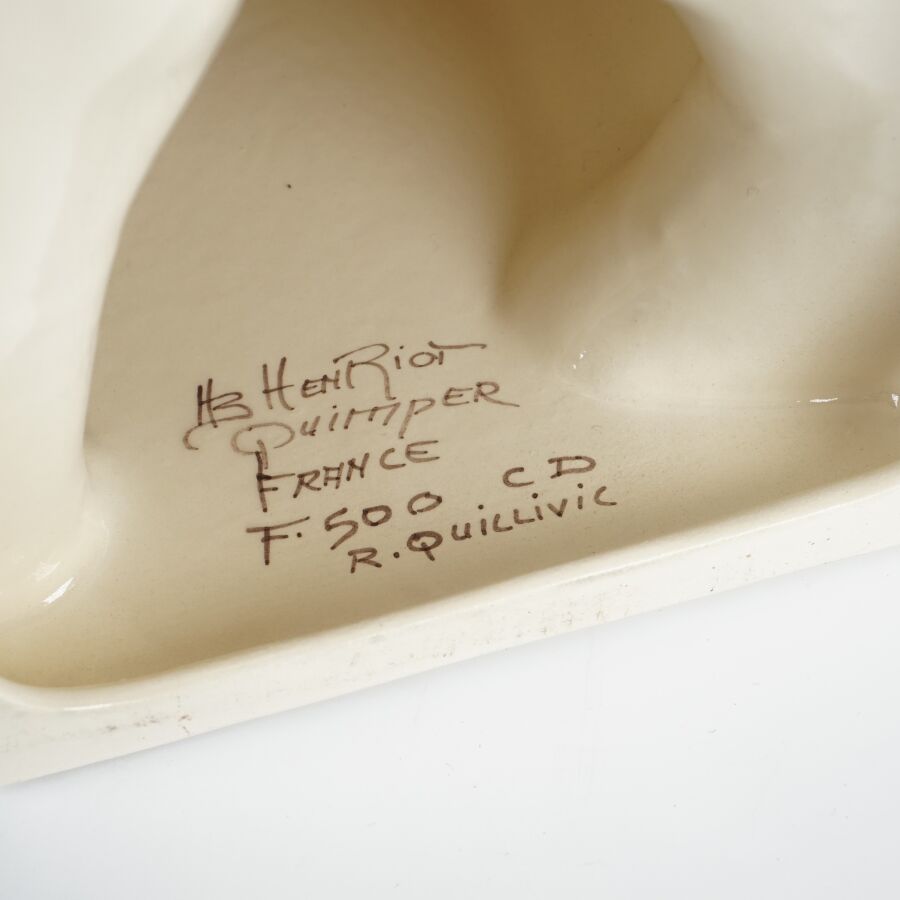 HB HenRiot
Quimper
FRANCE
F. 500 CD
R. QUILLIVIC